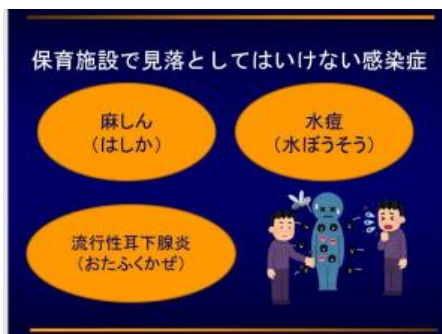 保育施設で見落としてはいけない感染症
麻しん
(はしか)
水痘
(水ぼうそう)
流行性耳下腺炎
(おたふくかぜ)